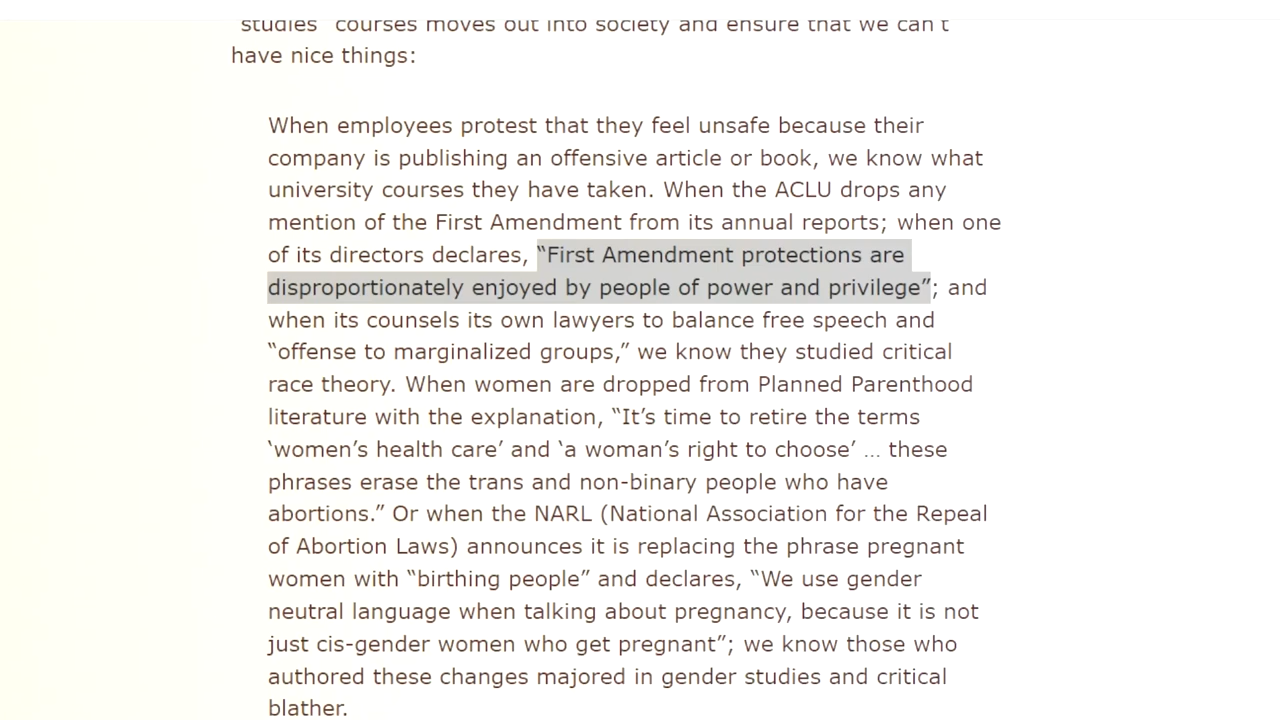 "studies" courses moves out into society and ensure that we can't
have nice things:
When employees protest that they feel unsafe because their
company is publishing an offensive article or book, we know what
university courses they have taken. When the ACLU drops any
mention of the First Amendment from its annual reports; when one
of its directors declares, “First Amendment protections are
disproportionately enjoyed by people of power and privilege”; and
when its counsels its own lawyers to balance free speech and
“offense to marginalized groups,” we know they studied critical
race theory. When women are dropped from Planned Parenthood
literature with the explanation, “It’s time to retire the terms
‘women’s health care’ and ‘a woman’s right to choose’ … these
phrases erase the trans and non-binary people who have
abortions.” Or when the NARL (National Association for the Repeal
of Abortion Laws) announces it is replacing the phrase pregnant
women with “birthing people” and declares, “We use gender
neutral language when talking about pregnancy, because it is not
just cis-gender women who get pregnant”; we know those who
authored these changes majored in gender studies and critical
blather.